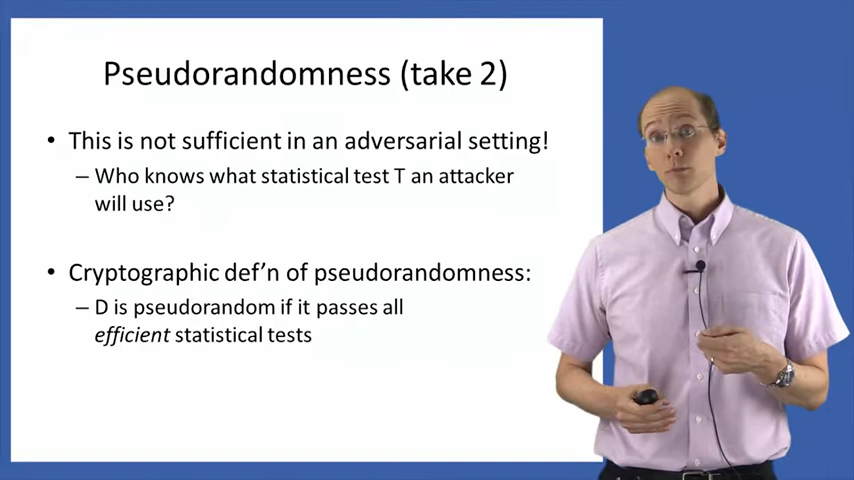 Pseudorandomness (take 2)
• This is not sufficient in an adversarial setting!
– Who knows what statistical test T an attacker
will use?
• Cryptographic def’n of pseudorandomness:
– D is pseudorandom if it passes all
efficient statistical tests